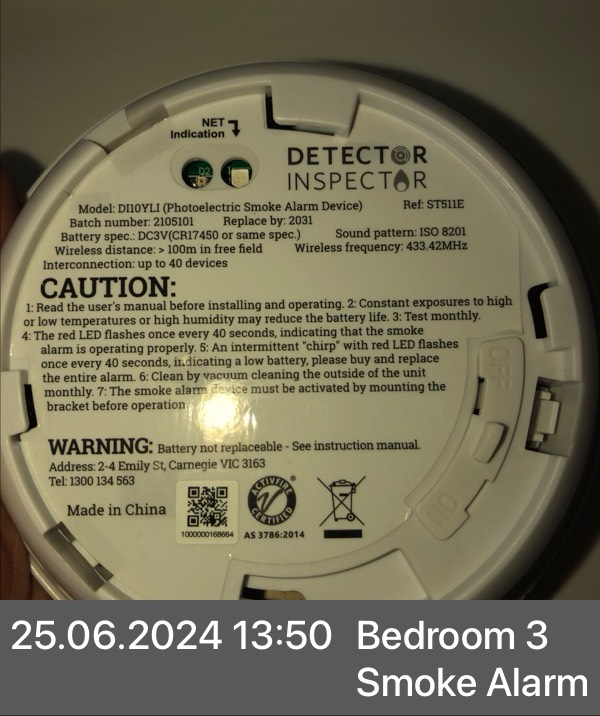 NET
Indication
D2
DETECTOR
INSPECTOR
Model: DI10YLI (Photoelectric Smoke Alarm Device) Ref: ST511E
Batch number: 2105101 Replace by: 2031
Battery spec.: DC3V(CR17450 or same spec.) Sound pattern: ISO 8201
Wireless distance: > 100m in free field Wireless frequency: 433.42MHz
Interconnection: up to 40 devices
CAUTION:
1: Read the user's manual before installing and operating. 2: Constant exposures to high
or low temperatures or high humidity may reduce the battery life. 3: Test monthly.
4: The red LED flashes once every 40 seconds, indicating that the smoke
alarm is operating properly. 5: An intermittent "chirp" with red LED flashes
once every 40 seconds, indicating a low battery, please buy and replace
the entire alarm. 6: Clean by vacuum cleaning the outside of the unit
monthly. 7: The smoke alarm device must be activated by mounting the
bracket before operation
OFF
ON
WARNING: Battery not replaceable - See instruction manual.
Address: 2-4 Emily St, Carnegie VIC 3163
Tel: 1300 134 563
Made in China
1000000168664
ACTIVFIRE
CERTIFIED
AS 3786:2014
25.06.2024 13:50 Bedroom 3
Smoke Alarm